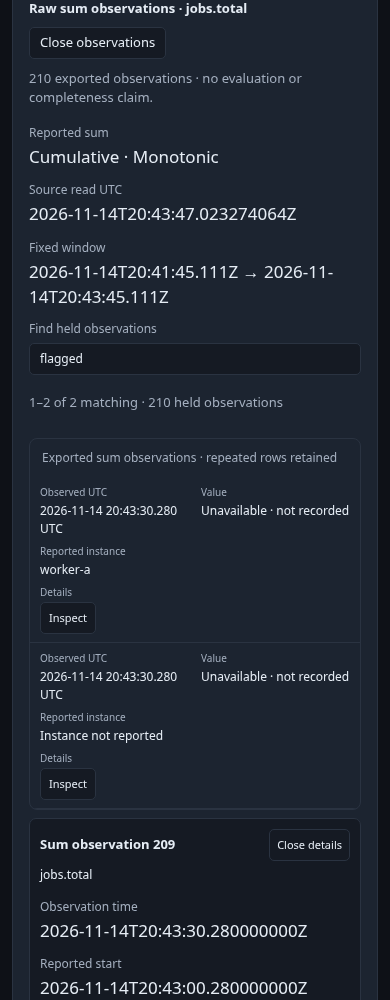 Raw sum observations · jobs.total
Close observations
210 exported observations · no evaluation or
completeness claim.
Reported sum
Cumulative · Monotonic
Source read UTC
2026-11-14T20:43:47.023274064Z
Fixed window
2026-11-14T20:41:45.111Z → 2026-11-
14T20:43:45.111Z
Find held observations
flagged
1–2 of 2 matching · 210 held observations
Exported sum observations · repeated rows retained
Observed UTC
2026-11-14 20:43:30.280
UTC
Value
Unavailable · not recorded
Reported instance
worker-a
Details
Inspect
Observed UTC
2026-11-14 20:43:30.280
UTC
Value
Unavailable · not recorded
Reported instance
Instance not reported
Details
Inspect
Sum observation 209
Close details
jobs.total
Observation time
2026-11-14T20:43:30.280000000Z
Reported start
2026-11-14T20:43:00.280000000Z